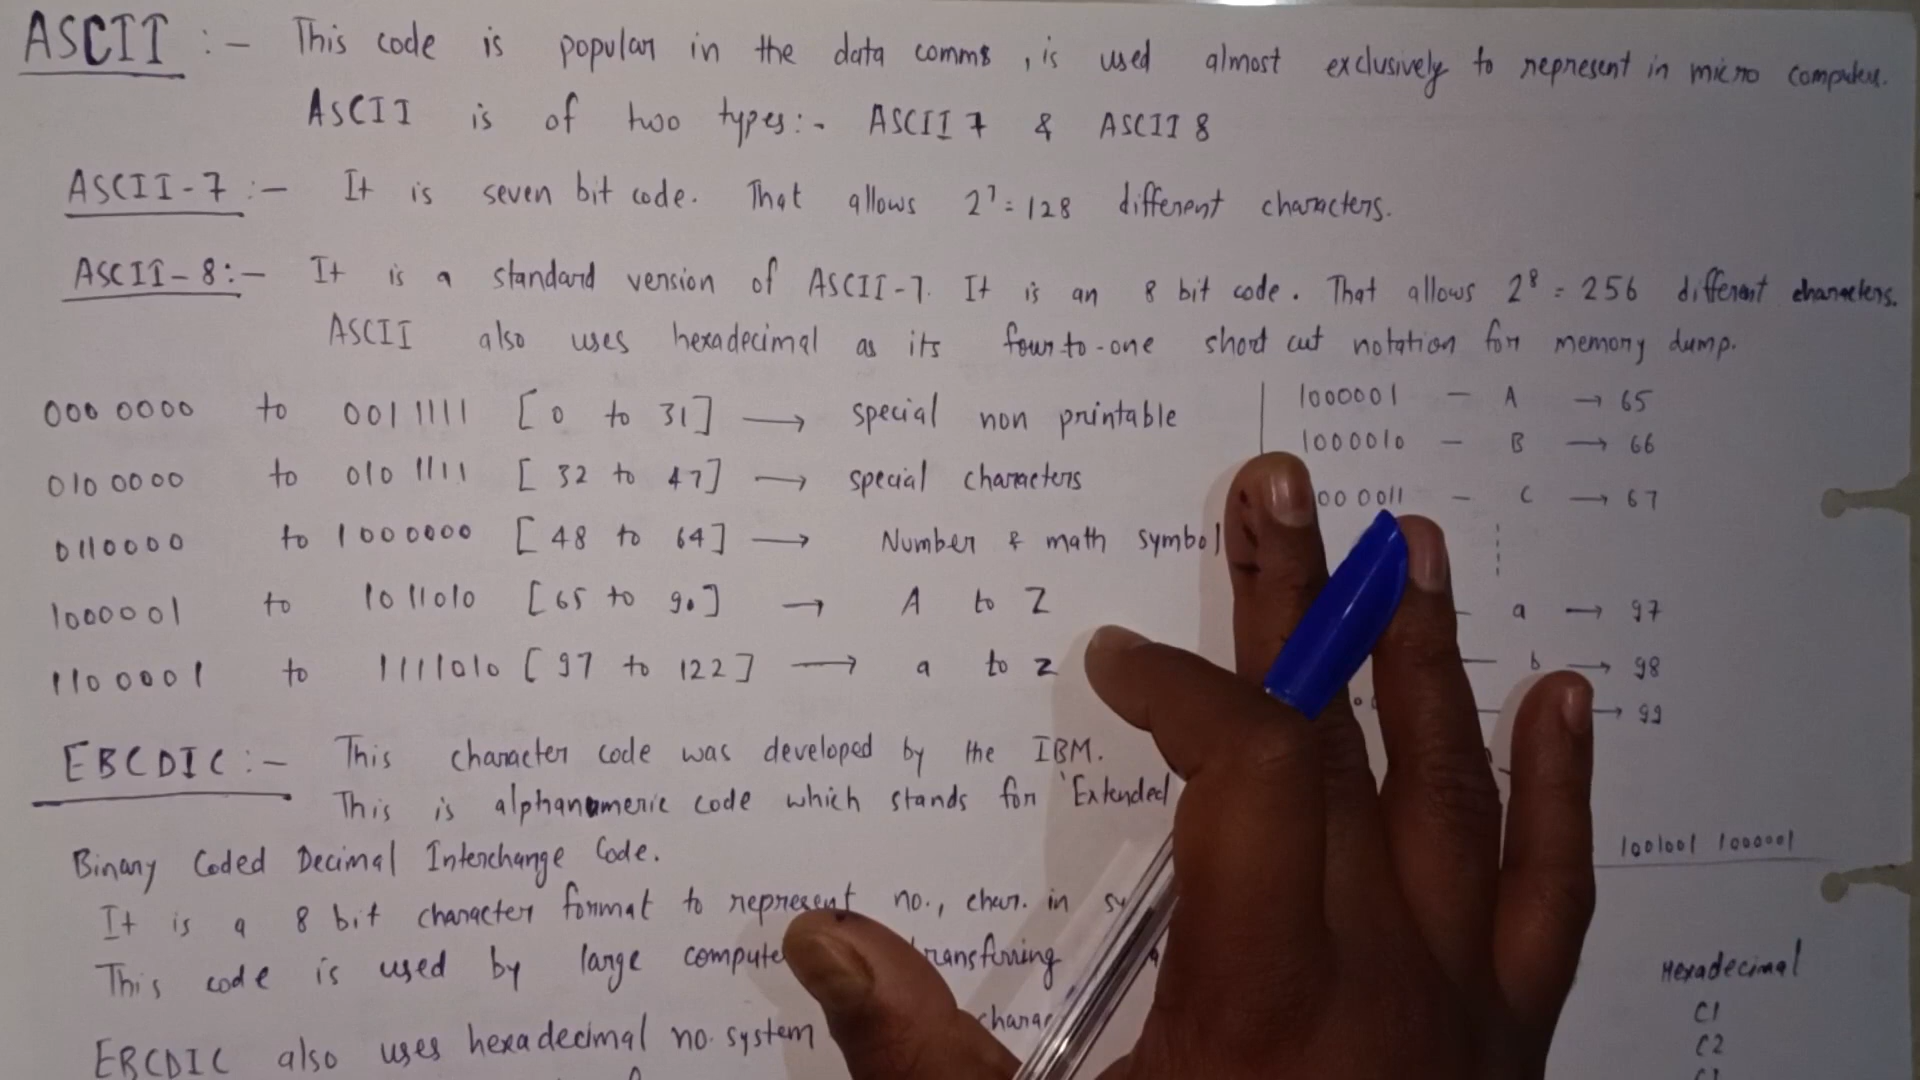 ASCII :- This code is popular in the data comms, is used almost exclusively to represent in micro computers.
ASCII is of two types:- ASCII 7 & ASCII 8
ASCII-7 :- It is seven bit code. That allows 2⁷ = 128 different characters.
ASCII-8:- It is a standard version of ASCII-7. It is an 8 bit code. That allows 2⁸ = 256 different characters.
ASCII also uses hexadecimal as its four-to-one short cut notation for memory dump.
000 0000 to 001 1111 [0 to 31] → special non printable
010 0000 to 010 1111 [32 to 47] → special characters
0110000 to 1000000 [48 to 64] → Number & math symbol
1000001 to 1011010 [65 to 90] → A to Z
1100001 to 1111010 [97 to 122] → a to z
1000001 - A → 65
1000010 - B → 66
000011 - C → 67
- a → 97
- b → 98
→ 99
EBCDIC :- This character code was developed by the IBM.
This is alphanumeric code which stands for 'Extended
Binary Coded Decimal Interchange Code.
1001001 1000001
It is a 8 bit character format to represent no., char. in
This code is used by large
EBCDIC also uses hexadecimal no. system
Hexadecimal
C1
C2